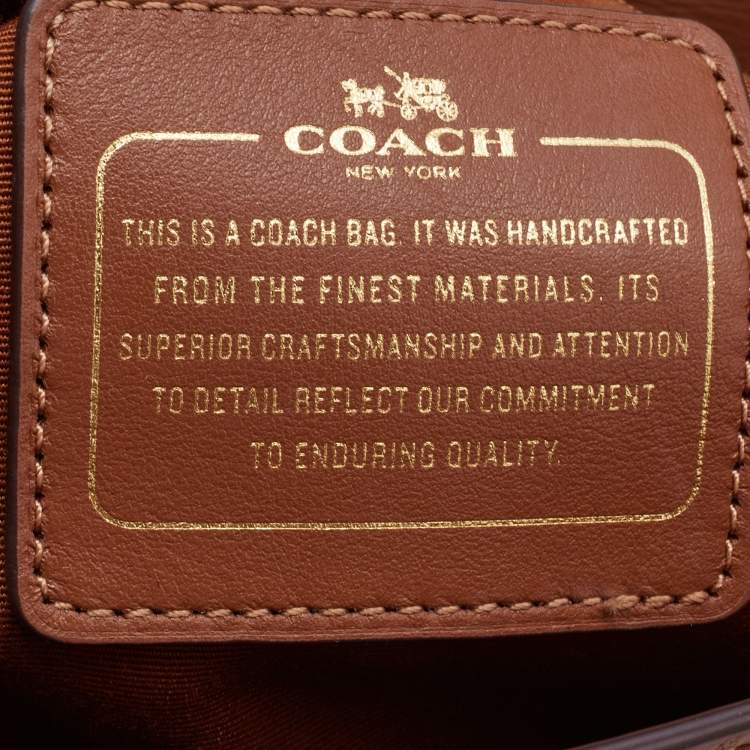 COACH
NEW YORK
THIS IS A COACH BAG. IT WAS HANDCRAFTED
FROM THE FINEST MATERIALS. ITS
SUPERIOR CRAFTSMANSHIP AND ATTENTION
TO DETAIL REFLECT OUR COMMITMENT
TO ENDURING QUALITY.